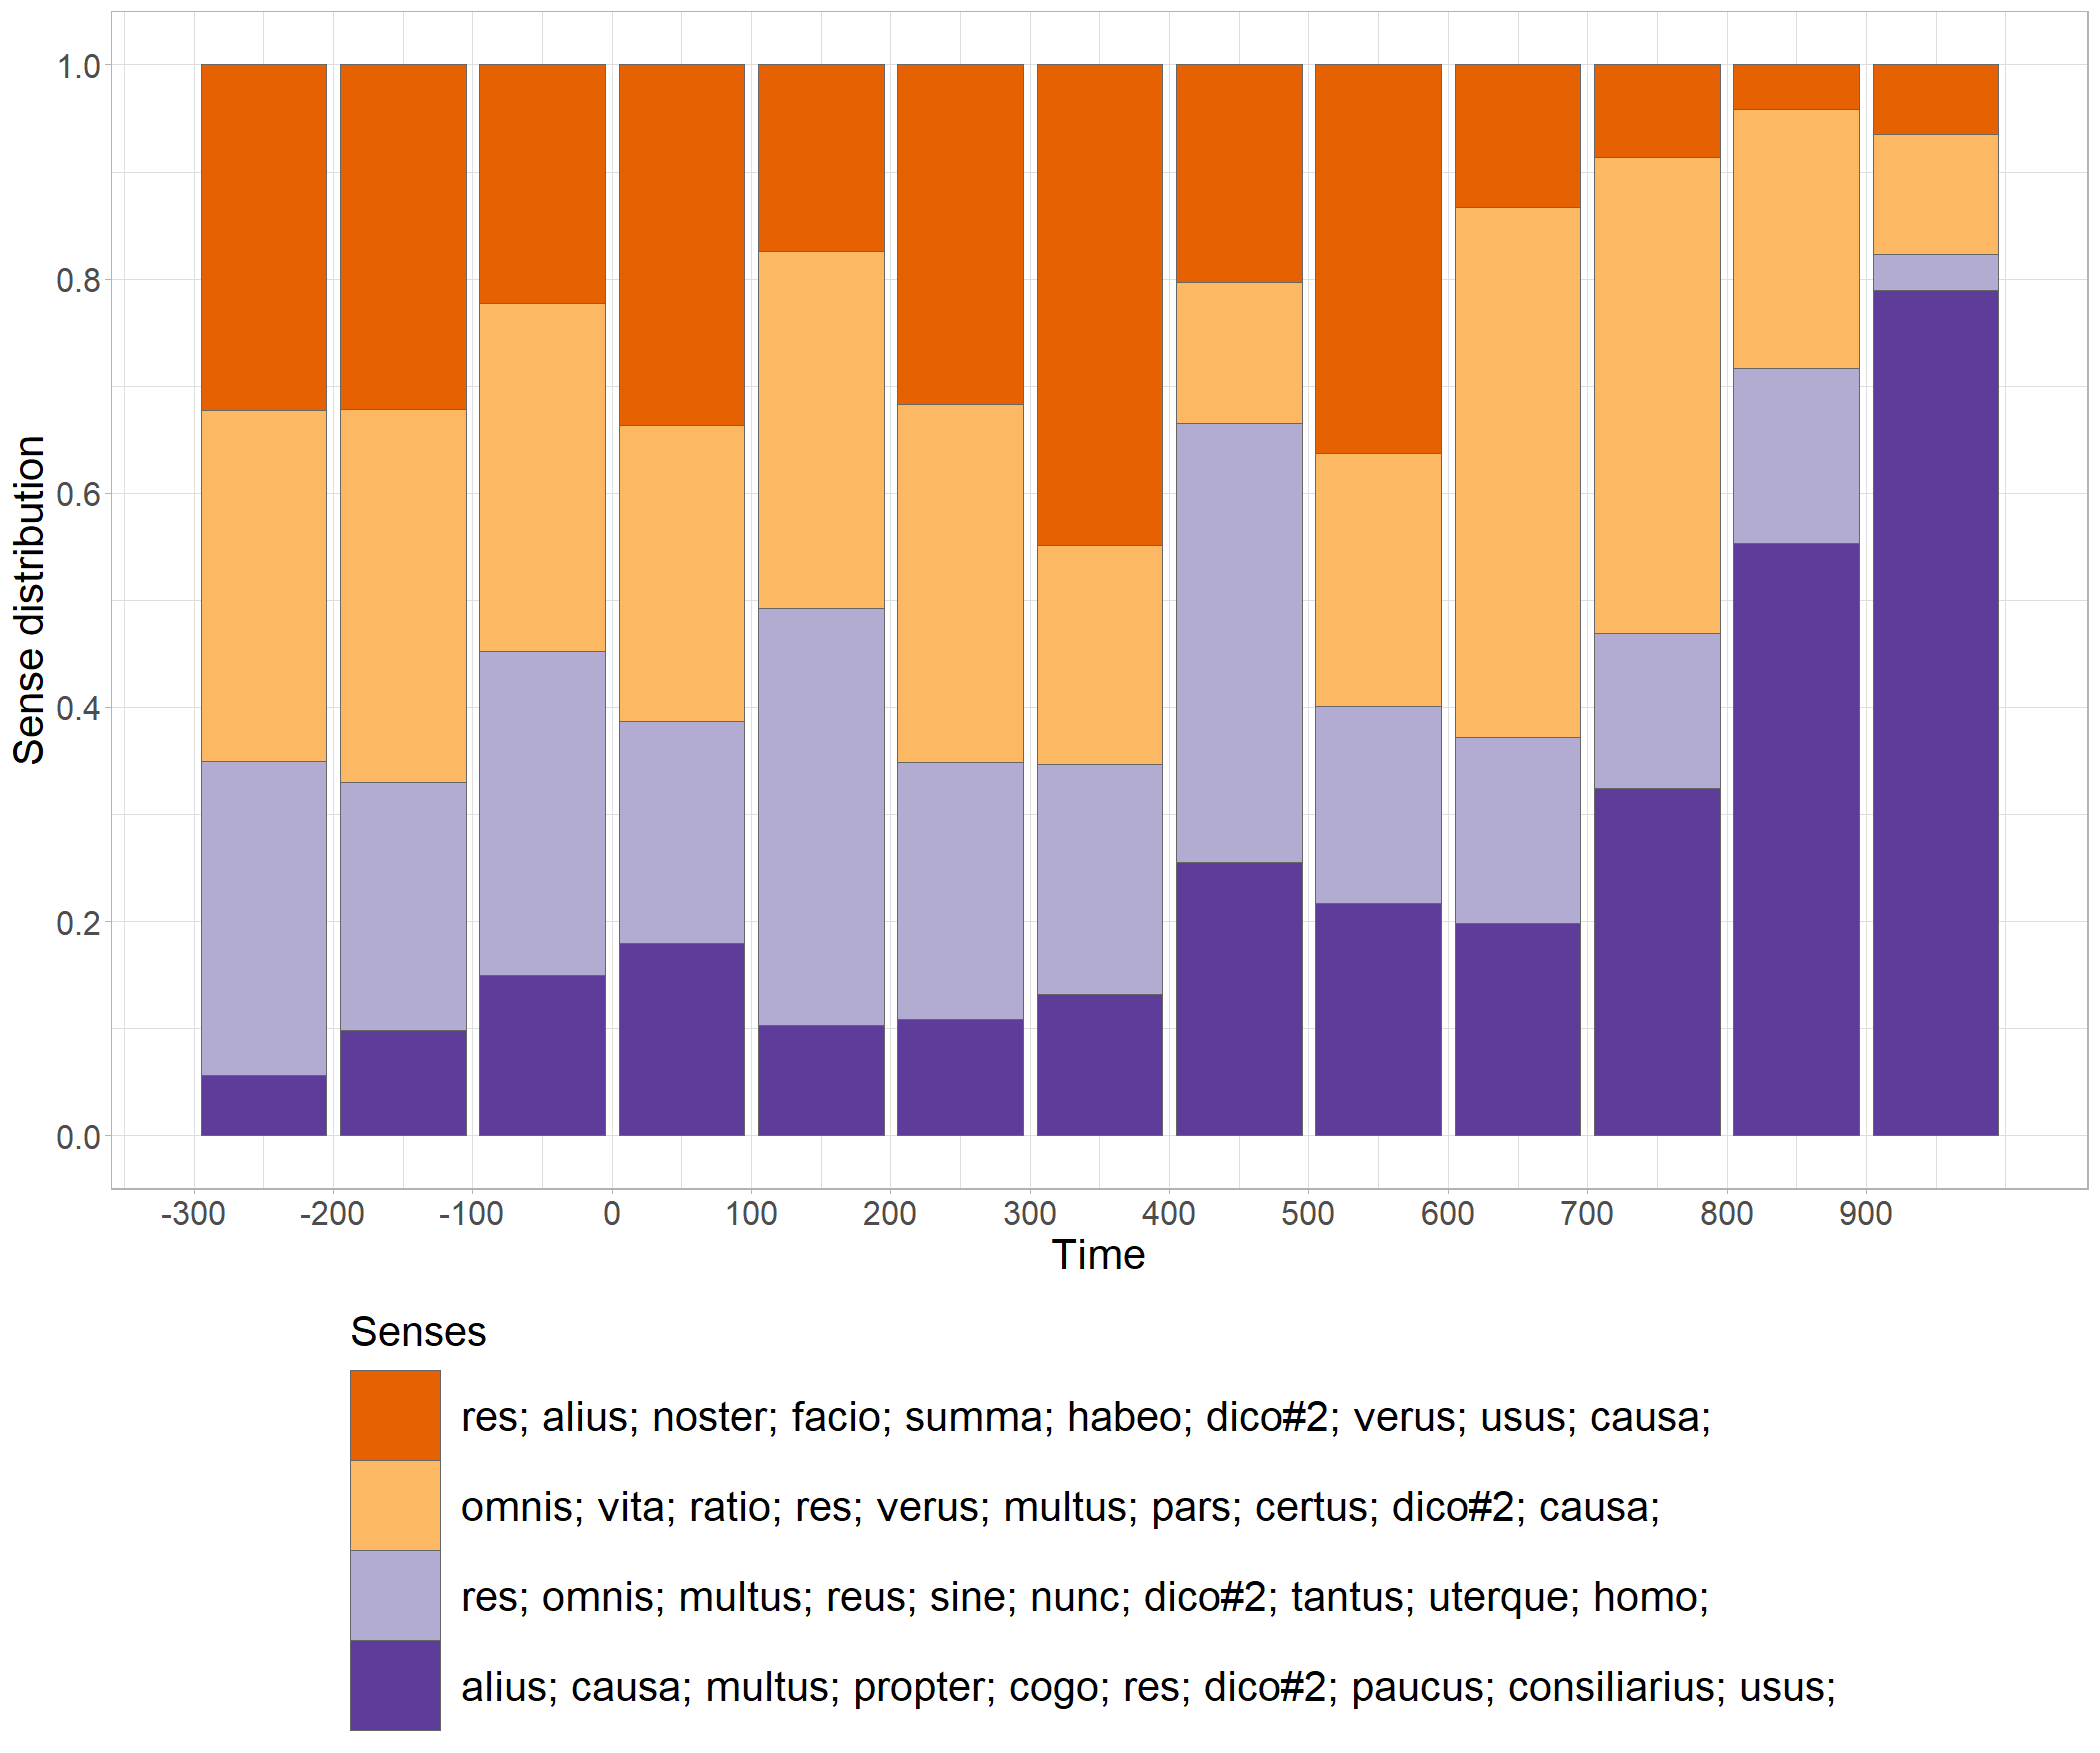 1.0
0.8
0.6
0.4
0.2
0.0
Sense distribution
-300 -200 -100 0 100 200 300 400 500 600 700 800 900
Time
Senses
res; alius; noster; facio; summa; habeo; dico#2; verus; usus; causa;
omnis; vita; ratio; res; verus; multus; pars; certus; dico#2; causa;
res; omnis; multus; reus; sine; nunc; dico#2; tantus; uterque; homo;
alius; causa; multus; propter; cogo; res; dico#2; paucus; consiliarius; usus;